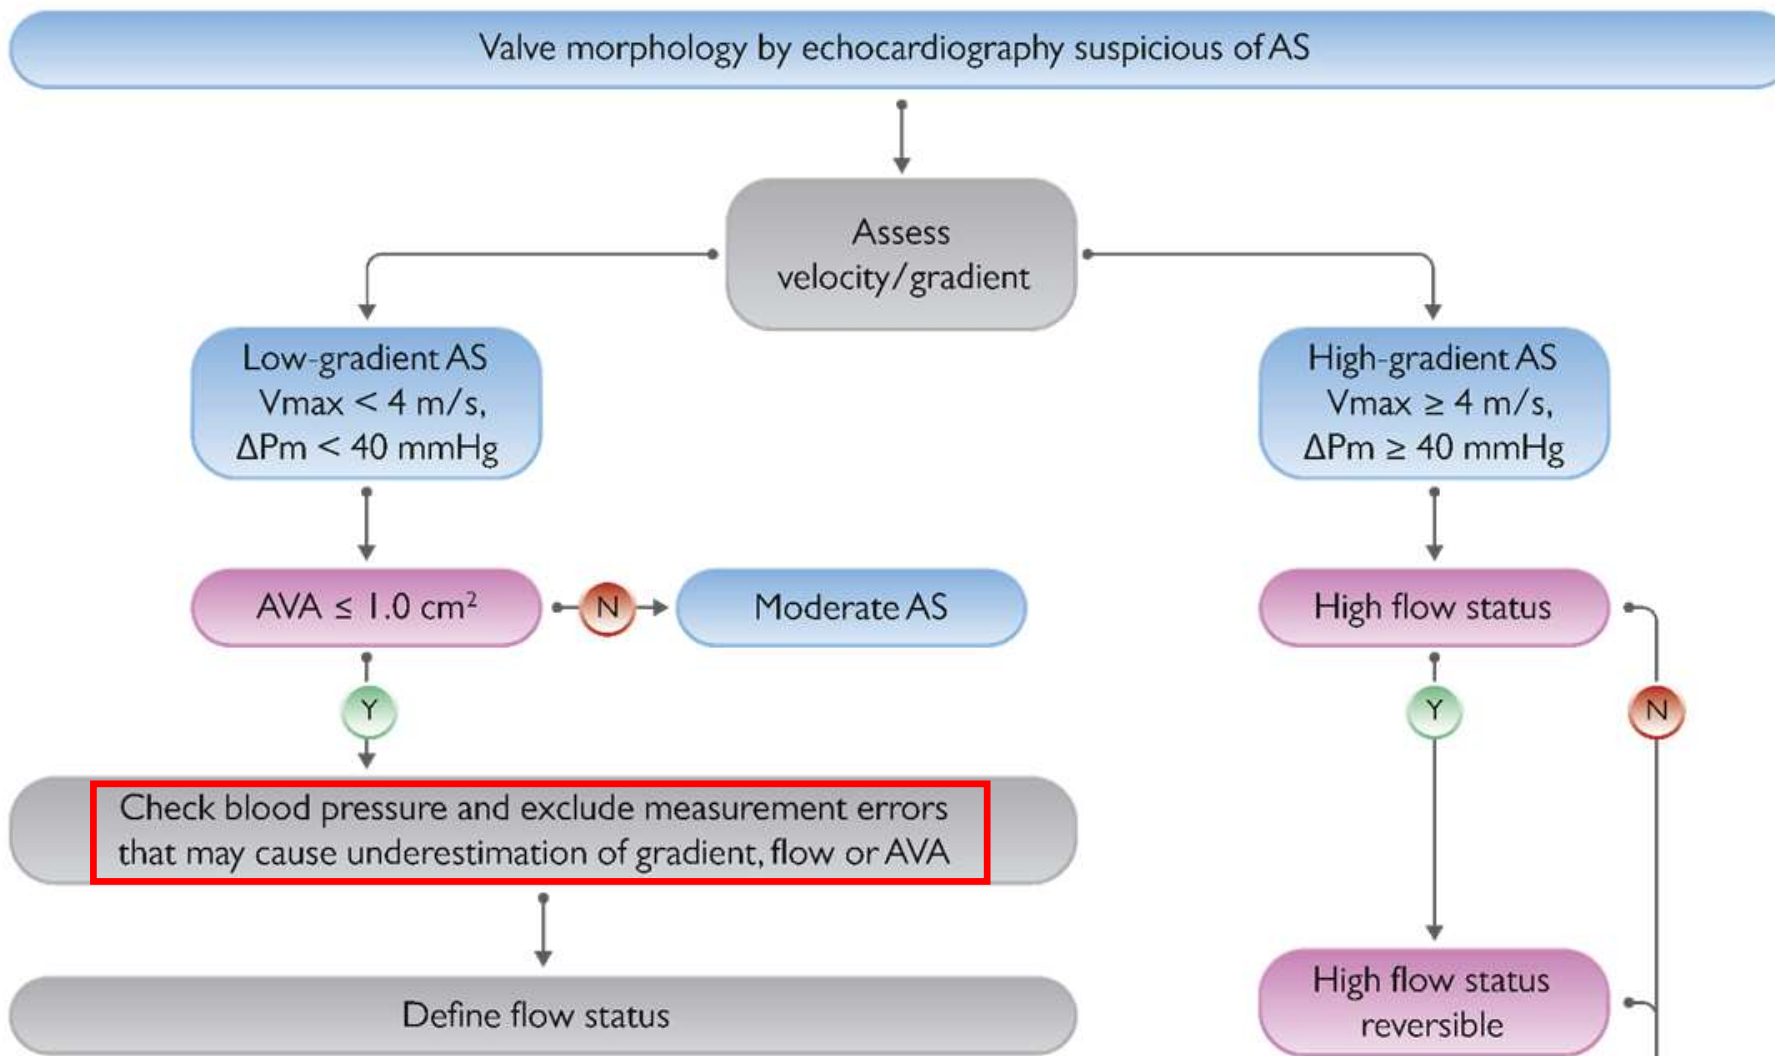 Valve morphology by echocardiography suspicious of AS
Assess
velocity/gradient
Low-gradient AS
Vmax < 4 m/s,
ΔPm < 40 mmHg
High-gradient AS
Vmax ≥ 4 m/s,
ΔPm ≥ 40 mmHg
AVA ≤ 1.0 cm²
N
Moderate AS
High flow status
Y
Y
N
Check blood pressure and exclude measurement errors
that may cause underestimation of gradient, flow or AVA
Define flow status
High flow status
reversible